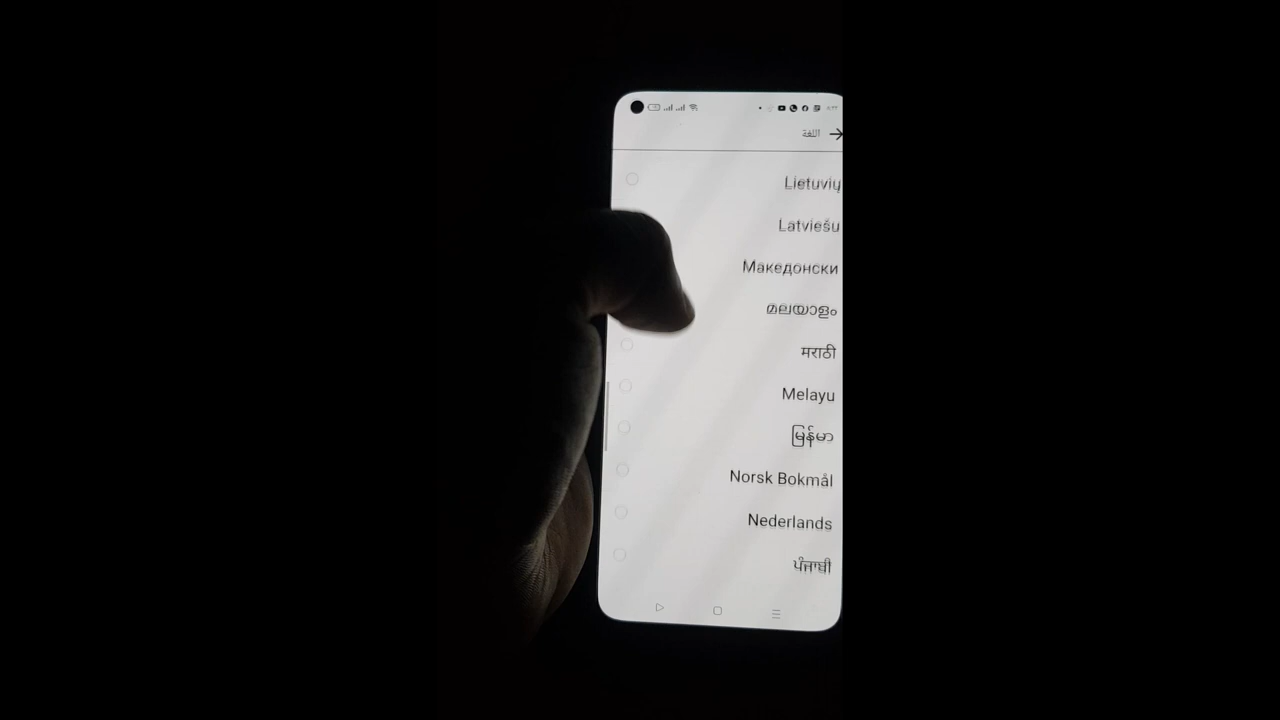 اللغة
Lietuvių
Latviešu
Македонски
മലയാളം
मराठी
Melayu
မြန်မာ
Norsk Bokmål
Nederlands
ਪੰਜਾਬੀ